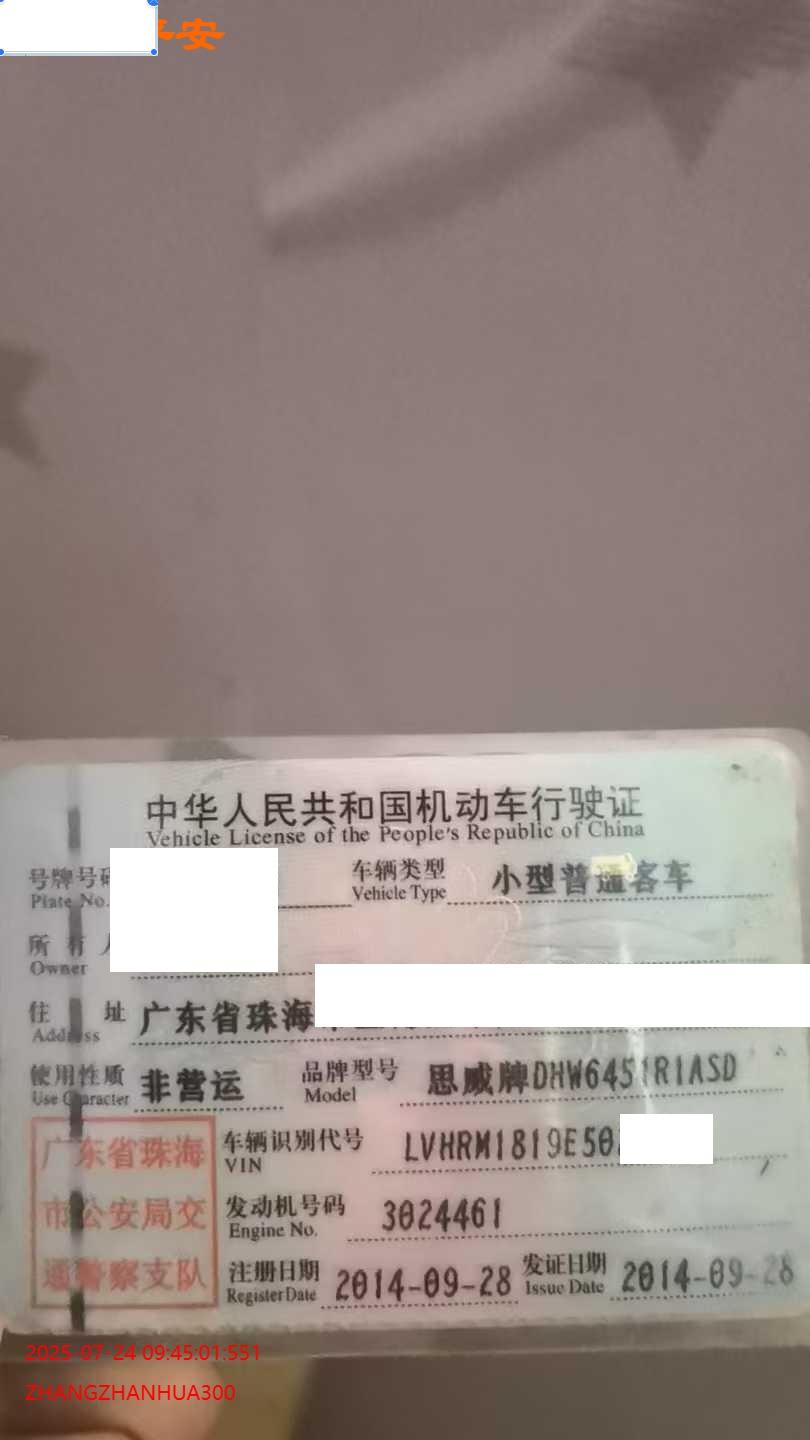 安
中华人民共和国机动车行驶证
Vehicle License of the People's Republic of China
号牌号码 车辆类型 小型普通客车
Plate No. Vehicle Type
所有人
Owner
住址 广东省珠海
Address
使用性质 非营运 品牌型号 思威牌DHW6451R1ASD
Use Character Model
广东省珠海 车辆识别代号 LVHRM1819E50
VIN
市公安局交 发动机号码 3024461
Engine No.
通警察支队 注册日期 2014-09-28 发证日期 2014-09-28
Register Date Issue Date
2025-07-24 09:45:01:551
ZHANGZHANHUA300